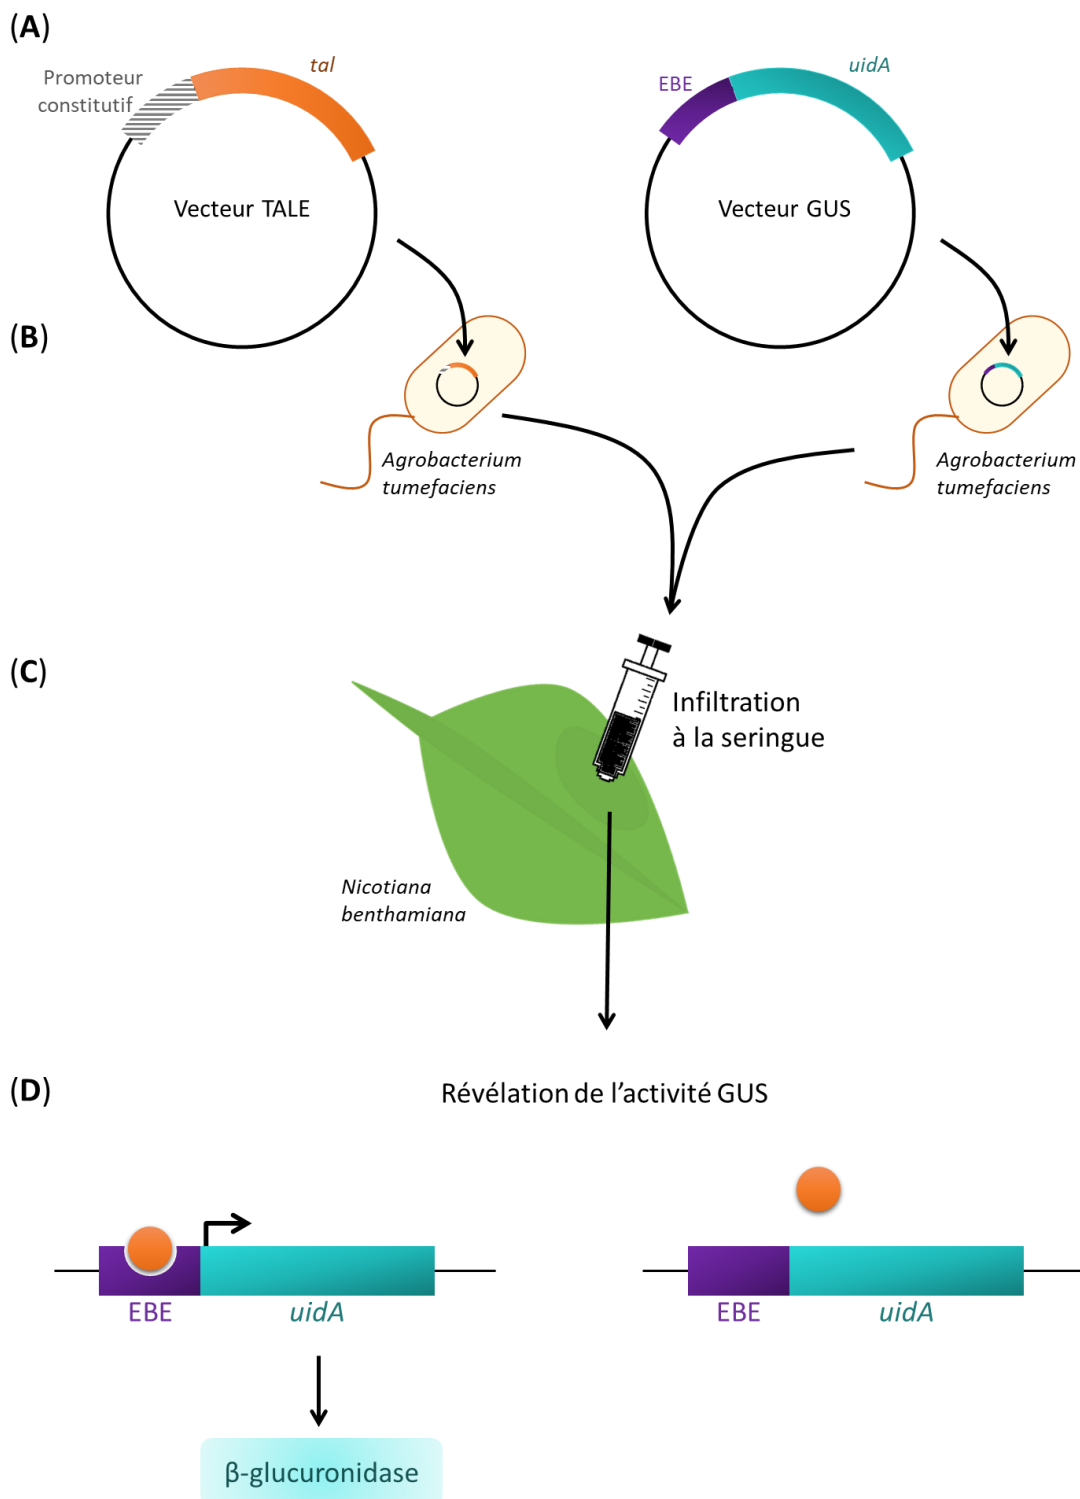 (A)
Promoteur
constitutif
tal
EBE
uidA
Vecteur TALE
Vecteur GUS
(B)
Agrobacterium
tumefaciens
Agrobacterium
tumefaciens
(C)
Infiltration
à la seringue
Nicotiana
benthamiana
(D)
Révélation de l’activité GUS
EBE
uidA
EBE
uidA
β-glucuronidase